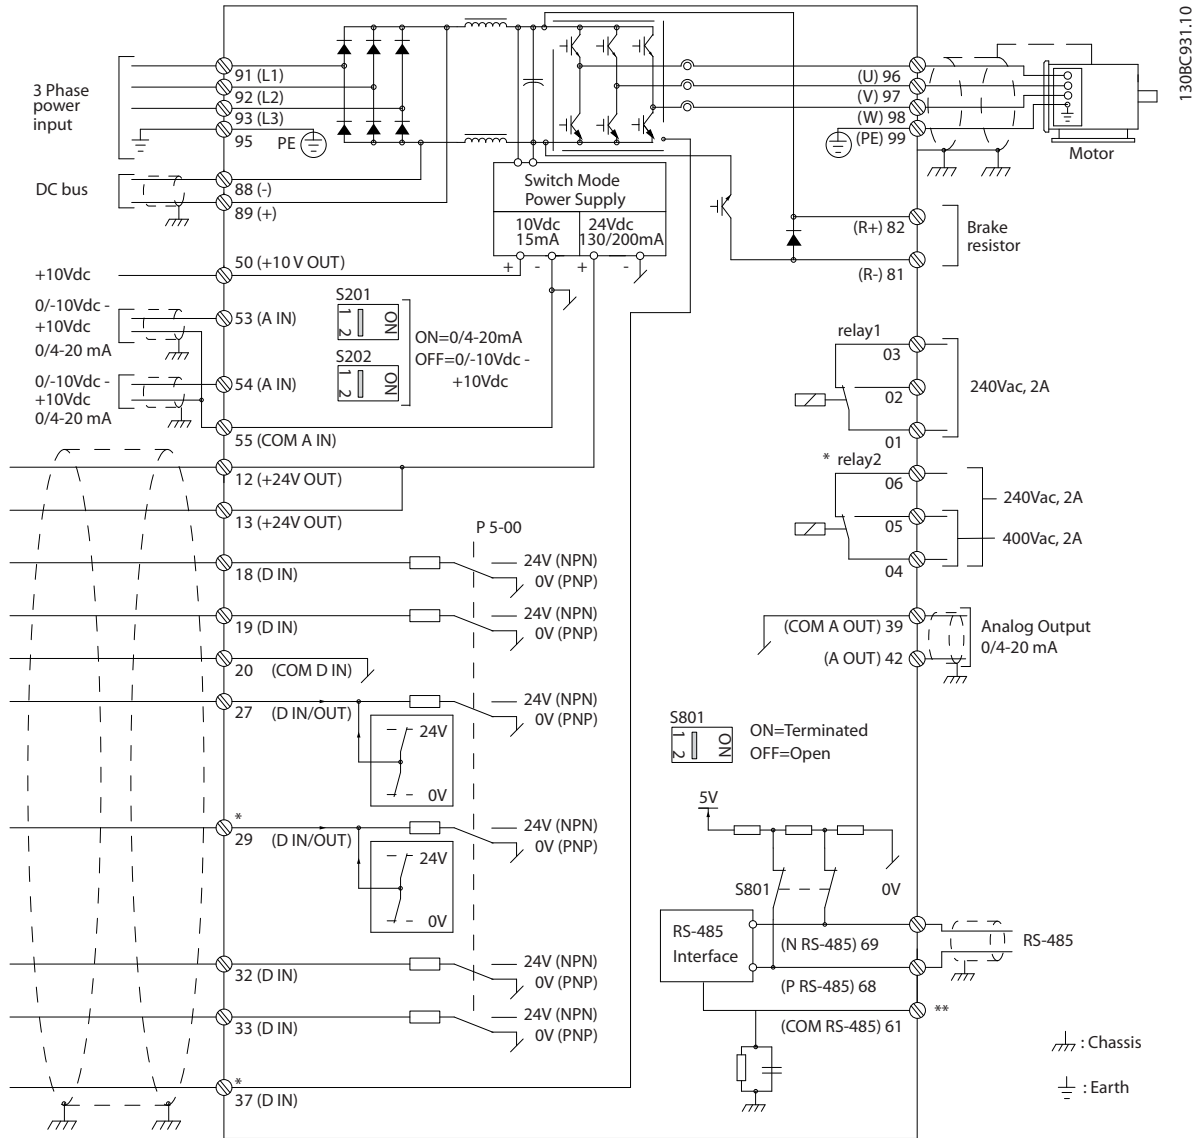 130BC931.10
3 Phase
power
input
91 (L1)
92 (L2)
93 (L3)
95
PE
DC bus
88 (-)
89 (+)
Switch Mode
Power Supply
10Vdc
15mA
24Vdc
130/200mA
+
-
+
-
(U) 96
(V) 97
(W) 98
(PE) 99
Motor
(R+) 82
Brake
resistor
(R-) 81
+10Vdc
50 (+10 V OUT)
0/-10Vdc -
+10Vdc
0/4-20 mA
53 (A IN)
0/-10Vdc -
+10Vdc
0/4-20 mA
54 (A IN)
55 (COM A IN)
S201
1
2
ON
S202
1
2
ON
ON=0/4-20mA
OFF=0/-10Vdc -
+10Vdc
12 (+24V OUT)
13 (+24V OUT)
P 5-00
18 (D IN)
24V (NPN)
0V (PNP)
19 (D IN)
24V (NPN)
0V (PNP)
20 (COM D IN)
27 (D IN/OUT)
24V (NPN)
0V (PNP)
24V
0V
*
29 (D IN/OUT)
24V (NPN)
0V (PNP)
24V
0V
32 (D IN)
24V (NPN)
0V (PNP)
33 (D IN)
24V (NPN)
0V (PNP)
*
37 (D IN)
relay1
03
02
01
240Vac, 2A
* relay2
06
05
04
240Vac, 2A
400Vac, 2A
(COM A OUT) 39
(A OUT) 42
Analog Output
0/4-20 mA
S801
1
2
ON
ON=Terminated
OFF=Open
5V
S801
0V
RS-485
Interface
(N RS-485) 69
(P RS-485) 68
(COM RS-485) 61
RS-485
**
: Chassis
: Earth